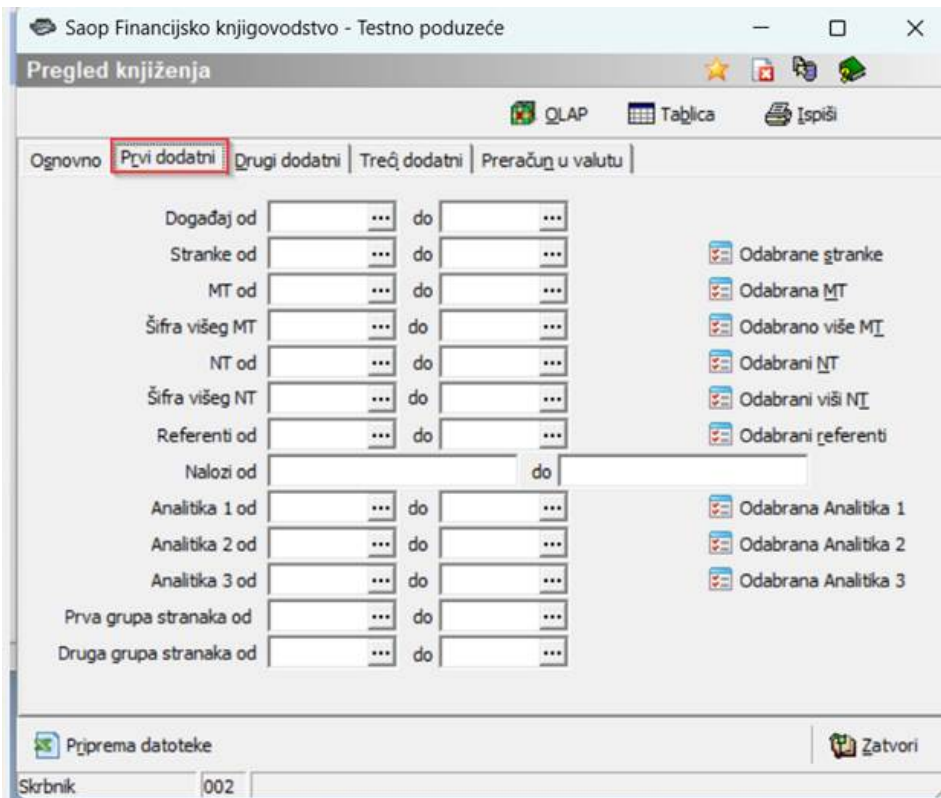 Saop Financijsko knjigovodstvo - Testno poduzeće
Pregled knjiženja
OLAP Tablica Ispiši
Osnovno Prvi dodatni Drugi dodatni Treći dodatni Preračun u valutu
Događaj od do
Stranke od do Odabrane stranke
MT od do Odabrana MT
Šifra višeg MT do Odabrano više MT
NT od do Odabrani NT
Šifra višeg NT do Odabrani viši NT
Referenti od do Odabrani referenti
Nalozi od do
Analitika 1 od do Odabrana Analitika 1
Analitika 2 od do Odabrana Analitika 2
Analitika 3 od do Odabrana Analitika 3
Prva grupa stranaka od do
Druga grupa stranaka od do
Priprema datoteke Zatvori
Skrbnik 002